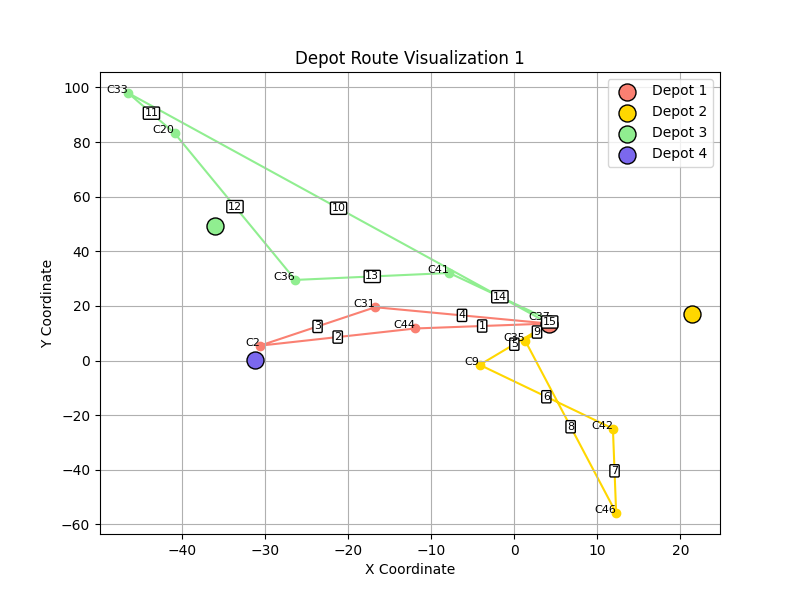 Depot Route Visualization 1
Depot 1
Depot 2
Depot 3
Depot 4
Y Coordinate
100
80
60
40
20
0
−20
−40
−60
C33
11
C20
12
10
C36
13
C41
14
C31
C37
15
4
3
C44
1
9
2
C2
C35
5
C9
6
8
C42
7
C46
−40
−30
−20
−10
0
10
20
X Coordinate